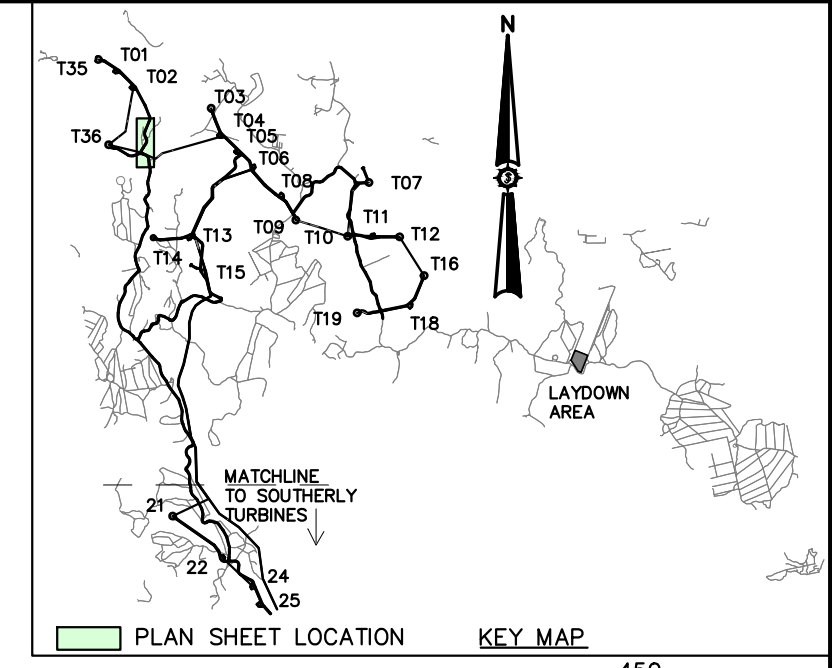 N
T01
T35
T02
T03
T04
T05
T36
T06
T07
T08
T09
T11
T10
T12
T13
T14
T15
T16
T19
T18
LAYDOWN
AREA
MATCHLINE
TO SOUTHERLY
TURBINES
21
22
24
25
PLAN SHEET LOCATION
KEY MAP